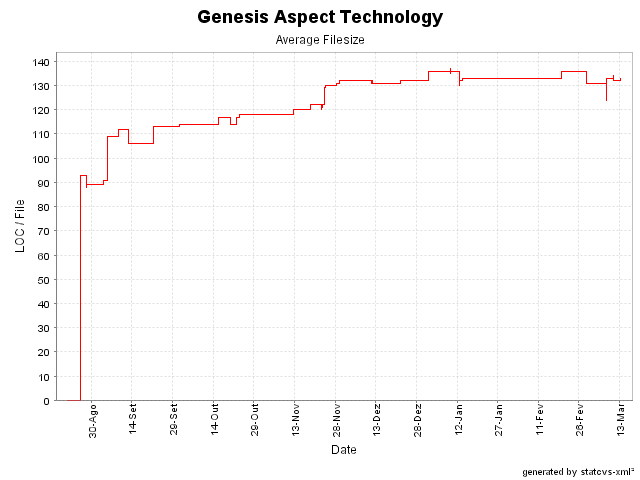 Genesis Aspect Technology
Average Filesize
LOC / File
140
130
120
110
100
90
80
70
60
50
40
30
20
10
0
30-Ago
14-Set
29-Set
14-Out
29-Out
13-Nov
28-Nov
13-Dez
28-Dez
12-Jan
27-Jan
11-Fev
26-Fev
13-Mar
Date
generated by statcvs-xml²